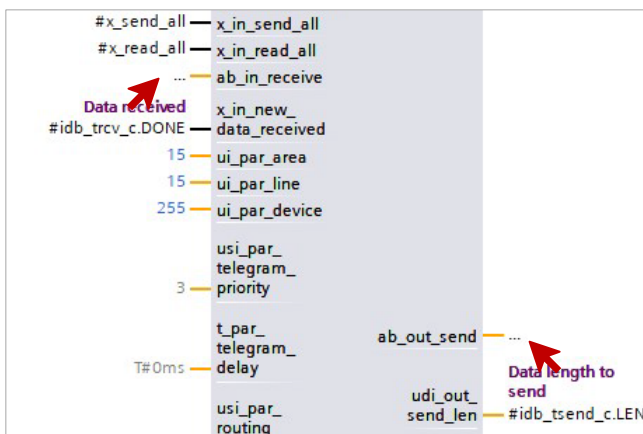 #x_send_all x_in_send_all
#x_read_all x_in_read_all
... ab_in_receive
Data received x_in_new_
#idb_trcv_c.DONE data_received
15 ui_par_area
15 ui_par_line
255 ui_par_device
usi_par_
telegram_
3 priority
t_par_
telegram_
T#0ms delay
ab_out_send ...
Data length to
send
usi_par_
routing
udi_out_
send_len #idb_tsend_c.LEN